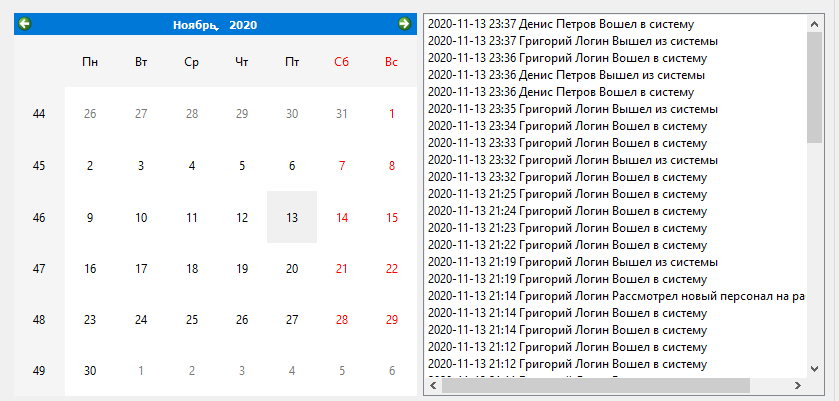 Ноябрь, 2020
Пн Вт Ср Чт Пт Сб Вс
44 26 27 28 29 30 31 1
45 2 3 4 5 6 7 8
46 9 10 11 12 13 14 15
47 16 17 18 19 20 21 22
48 23 24 25 26 27 28 29
49 30 1 2 3 4 5 6
2020-11-13 23:37 Денис Петров Вошел в систему
2020-11-13 23:37 Григорий Логин Вышел из системы
2020-11-13 23:36 Григорий Логин Вошел в систему
2020-11-13 23:36 Денис Петров Вышел из системы
2020-11-13 23:36 Денис Петров Вошел в систему
2020-11-13 23:35 Григорий Логин Вышел из системы
2020-11-13 23:34 Григорий Логин Вошел в систему
2020-11-13 23:33 Григорий Логин Вошел в систему
2020-11-13 23:32 Григорий Логин Вышел из системы
2020-11-13 23:32 Григорий Логин Вошел в систему
2020-11-13 21:25 Григорий Логин Вошел в систему
2020-11-13 21:24 Григорий Логин Вошел в систему
2020-11-13 21:23 Григорий Логин Вошел в систему
2020-11-13 21:22 Григорий Логин Вошел в систему
2020-11-13 21:19 Григорий Логин Вышел из системы
2020-11-13 21:19 Григорий Логин Вошел в систему
2020-11-13 21:14 Григорий Логин Рассмотрел новый персонал на ра
2020-11-13 21:14 Григорий Логин Вошел в систему
2020-11-13 21:14 Григорий Логин Вошел в систему
2020-11-13 21:12 Григорий Логин Вошел в систему
2020-11-13 21:12 Григорий Логин Вошел в систему